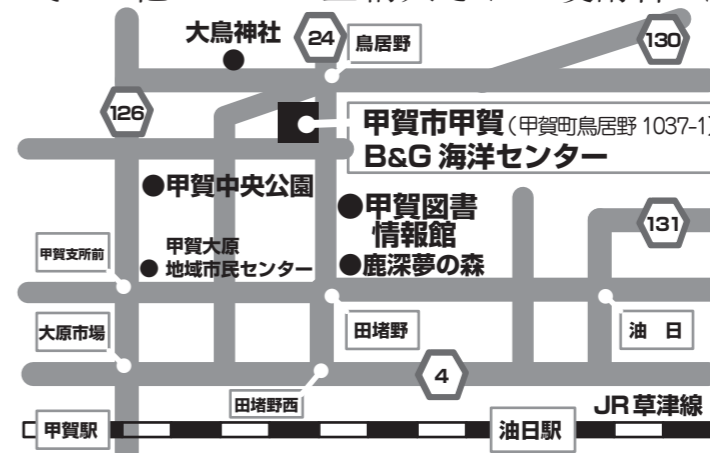 大鳥神社
24
鳥居野
130
126
甲賀市甲賀（甲賀町鳥居野 1037-1）
B&G 海洋センター
●甲賀中央公園
●甲賀図書
情報館
131
甲賀支所前
甲賀大原
● 地域市民センター
●鹿深夢の森
大原市場
田堵野
油 日
4
田堵野西
JR草津線
甲賀駅
油日駅